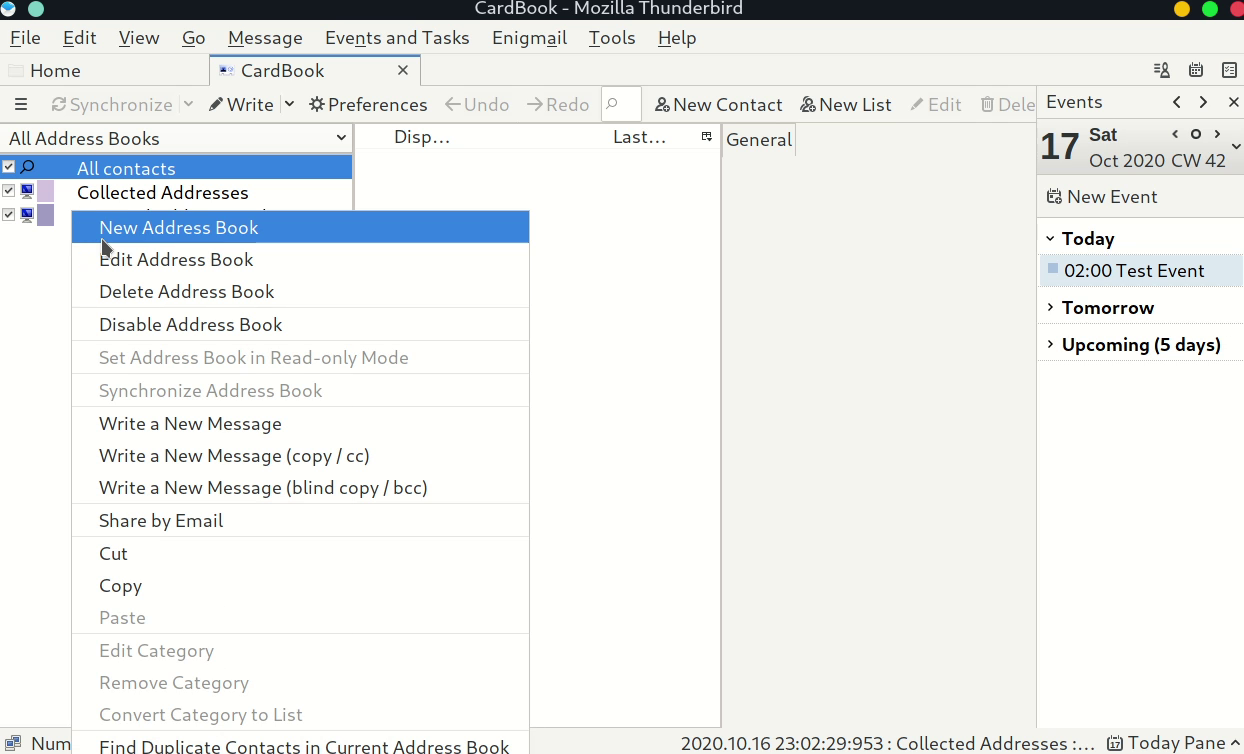 CardBook - Mozilla Thunderbird
File Edit View Go Message Events and Tasks Enigmail Tools Help
Home CardBook
Synchronize Write Preferences Undo Redo New Contact New List Edit Dele
All Address Books
All contacts
Collected Addresses
New Address Book
Edit Address Book
Delete Address Book
Disable Address Book
Set Address Book in Read-only Mode
Synchronize Address Book
Write a New Message
Write a New Message (copy / cc)
Write a New Message (blind copy / bcc)
Share by Email
Cut
Copy
Paste
Edit Category
Remove Category
Convert Category to List
Find Duplicate Contacts in Current Address Book
Disp... Last...
General
Events
17 Sat
Oct 2020 CW 42
New Event
Today
02:00 Test Event
Tomorrow
Upcoming (5 days)
Num
2020.10.16 23:02:29:953 : Collected Addresses :... 17 Today Pane